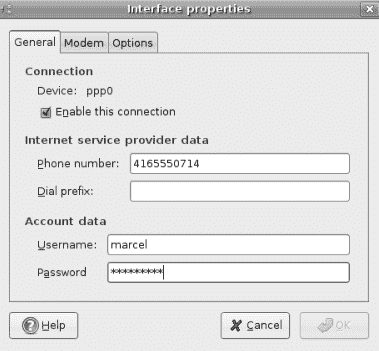 Interface properties
General Modem Options
Connection
Device: ppp0
Enable this connection
Internet service provider data
Phone number: 4165550714
Dial prefix:
Account data
Username: marcel
Password *********
Help Cancel OK